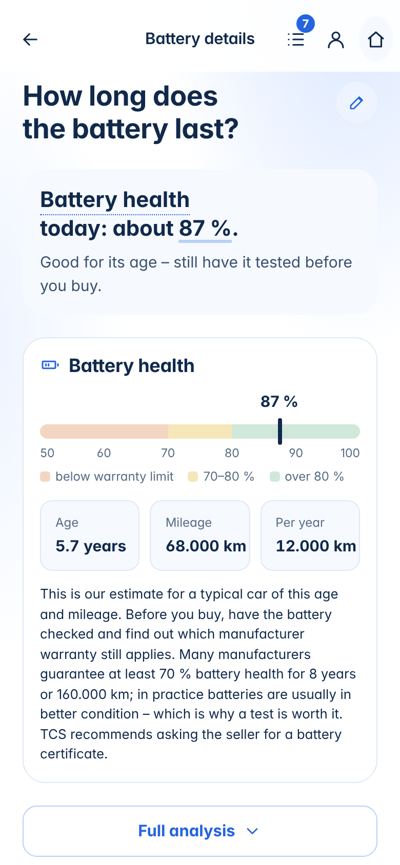 Battery details
7
How long does
the battery last?
Battery health
today: about 87 %.
Good for its age – still have it tested before
you buy.
Battery health
87 %
50 60 70 80 90 100
below warranty limit 70–80 % over 80 %
Age Mileage Per year
5.7 years 68.000 km 12.000 km
This is our estimate for a typical car of this age
and mileage. Before you buy, have the battery
checked and find out which manufacturer
warranty still applies. Many manufacturers
guarantee at least 70 % battery health for 8 years
or 160.000 km; in practice batteries are usually in
better condition – which is why a test is worth it.
TCS recommends asking the seller for a battery
certificate.
Full analysis